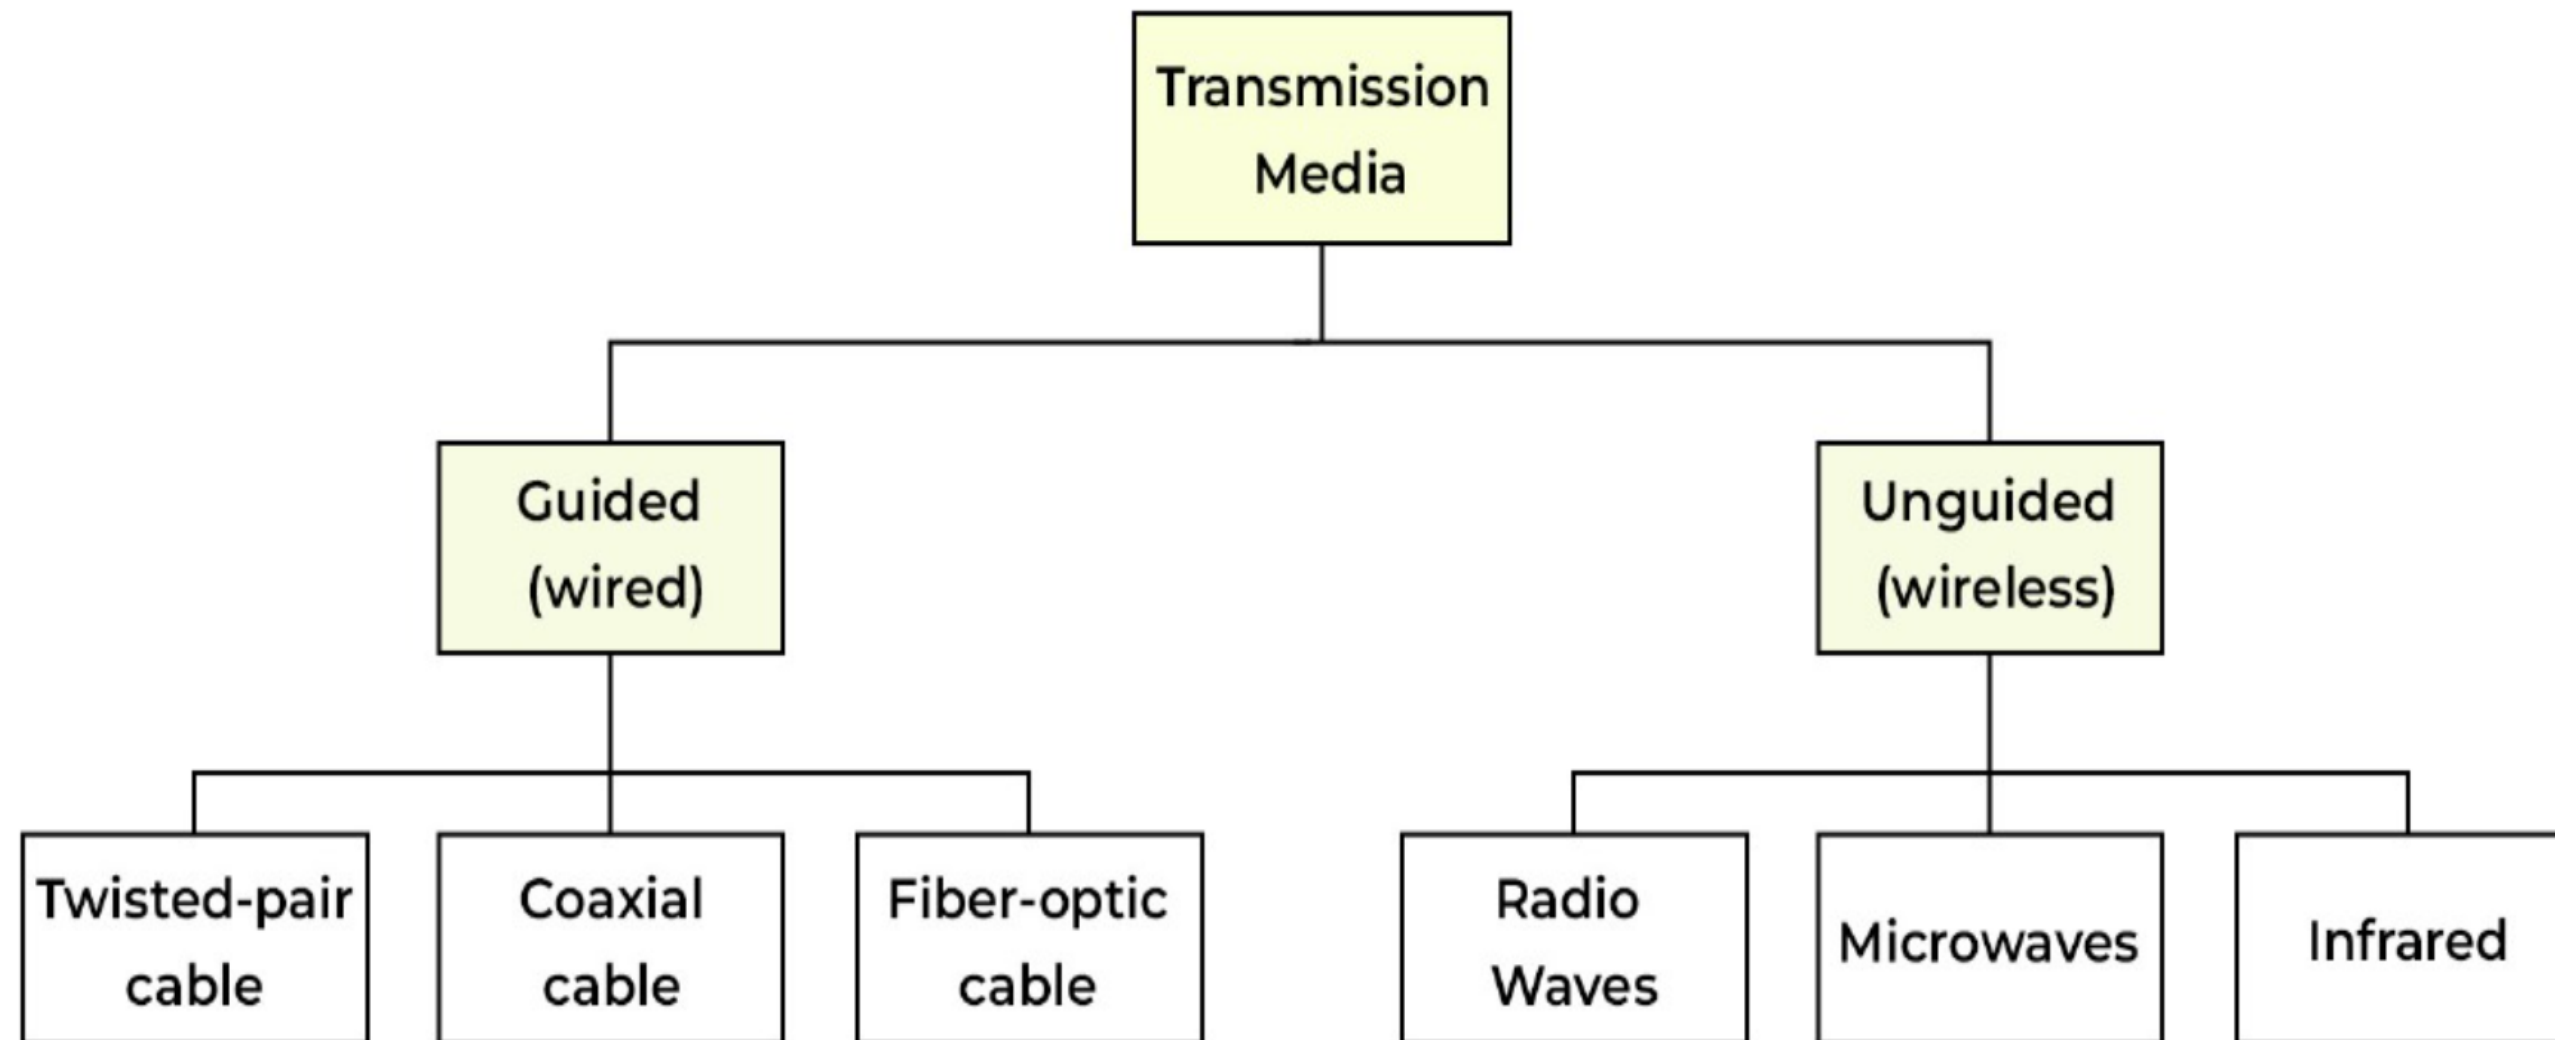 Transmission
Media
Guided
(wired)
Unguided
(wireless)
Twisted-pair
cable
Coaxial
cable
Fiber-optic
cable
Radio
Waves
Microwaves
Infrared